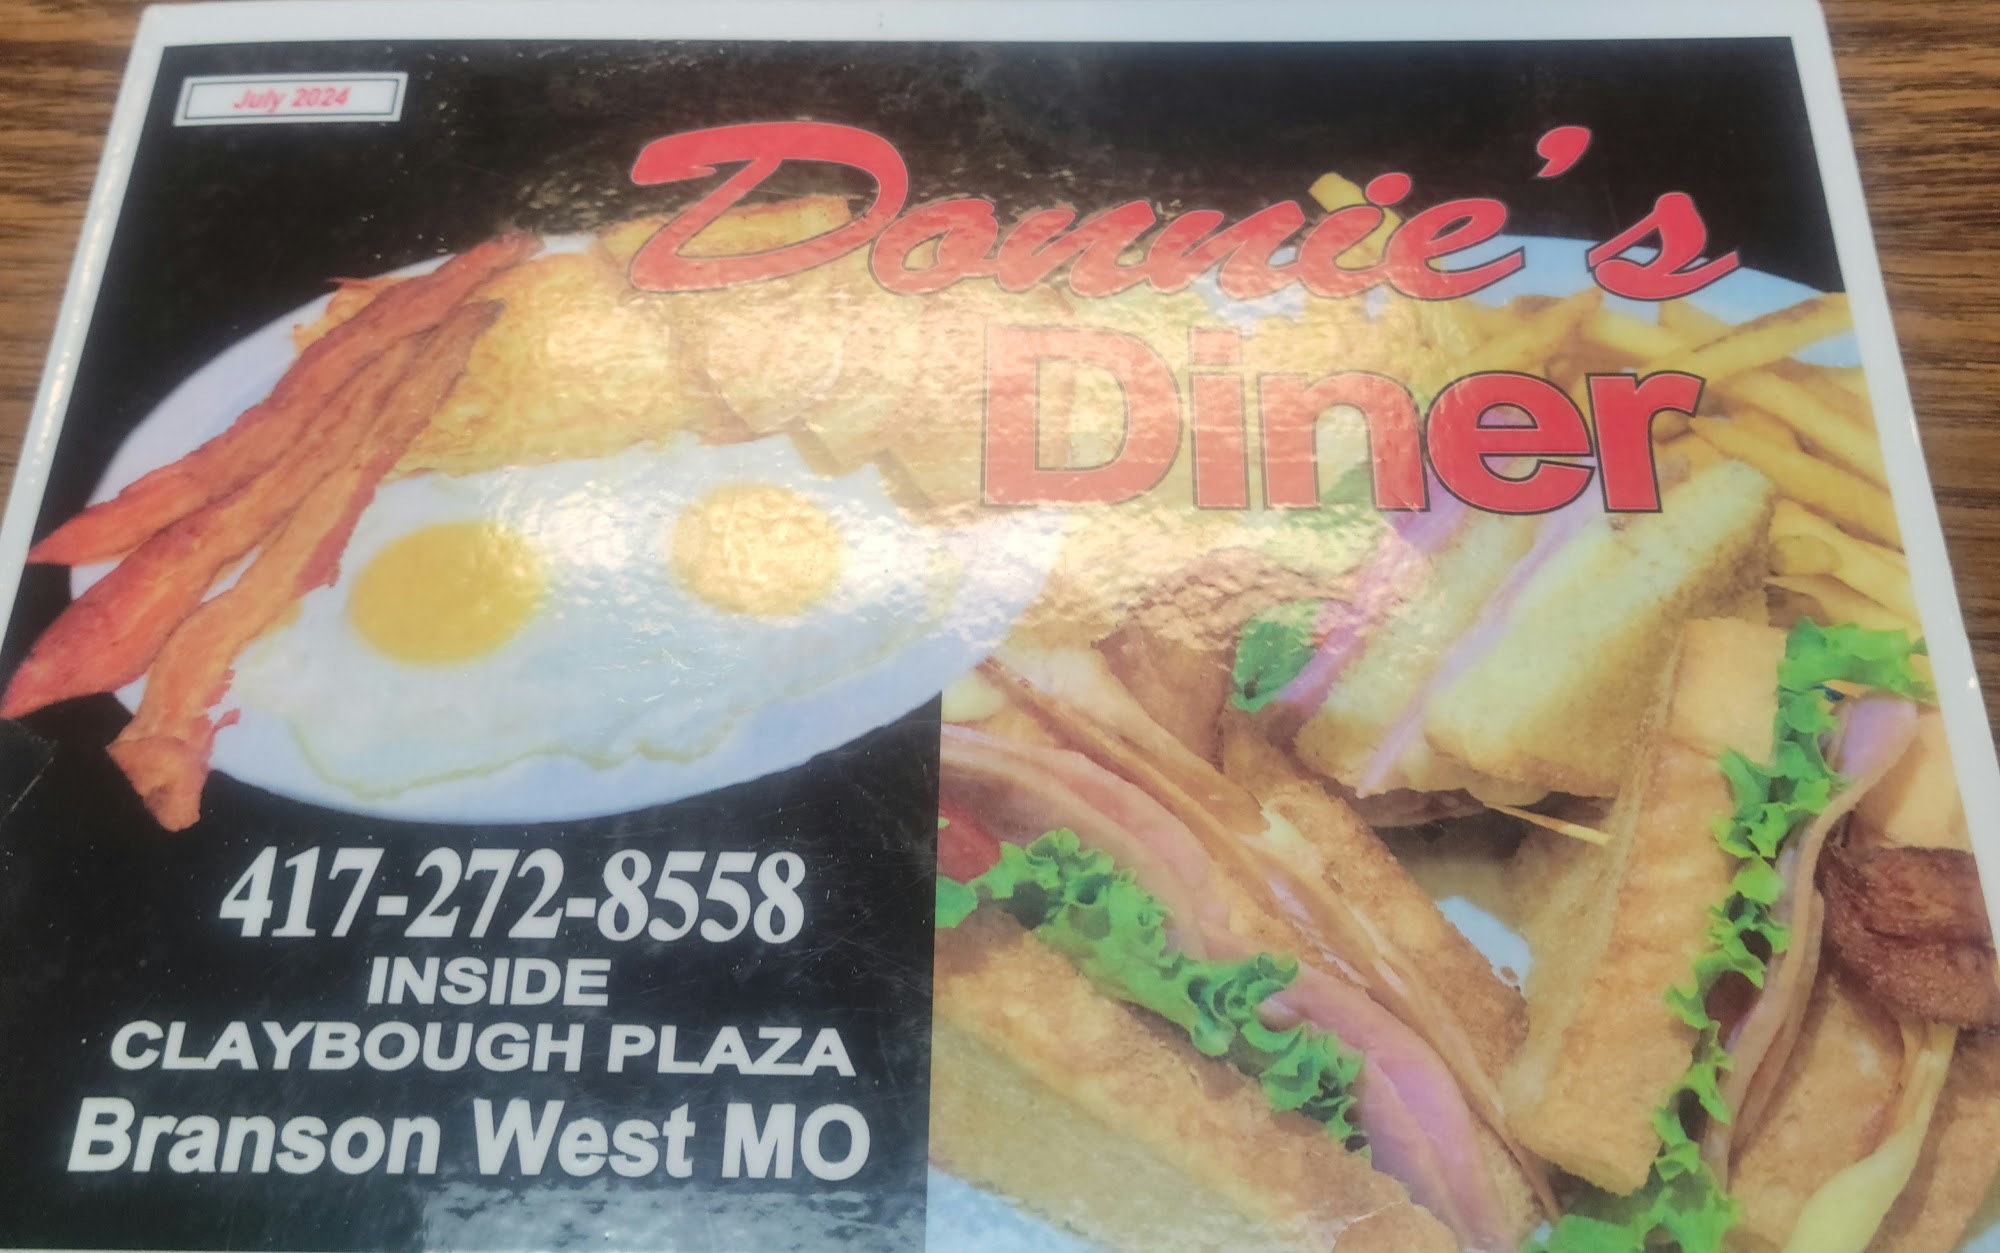 July 2024
Donnie's
Diner
417-272-8558
INSIDE
CLAYBOUGH PLAZA
Branson West MO